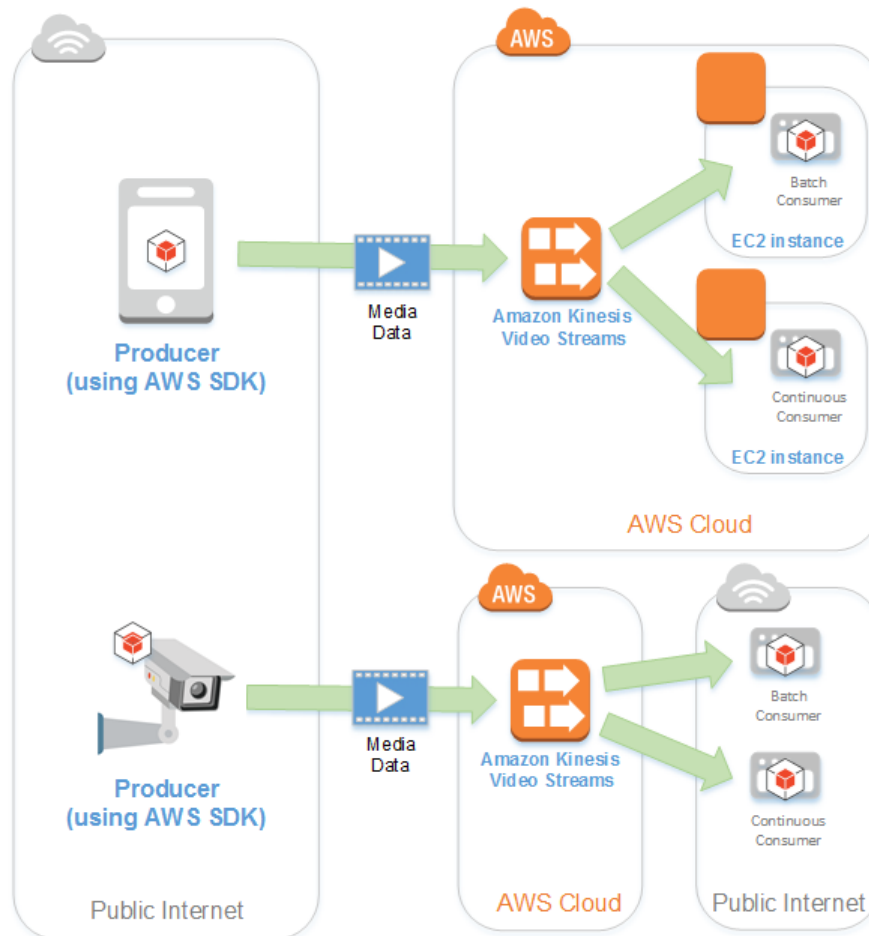 AWS
Batch
Consumer
EC2 instance
Media
Data
Amazon Kinesis
Video Streams
Producer
(using AWS SDK)
Continuous
Consumer
EC2 instance
AWS Cloud
AWS
Batch
Consumer
Media
Data
Amazon Kinesis
Video Streams
Producer
(using AWS SDK)
Continuous
Consumer
Public Internet
AWS Cloud
Public Internet